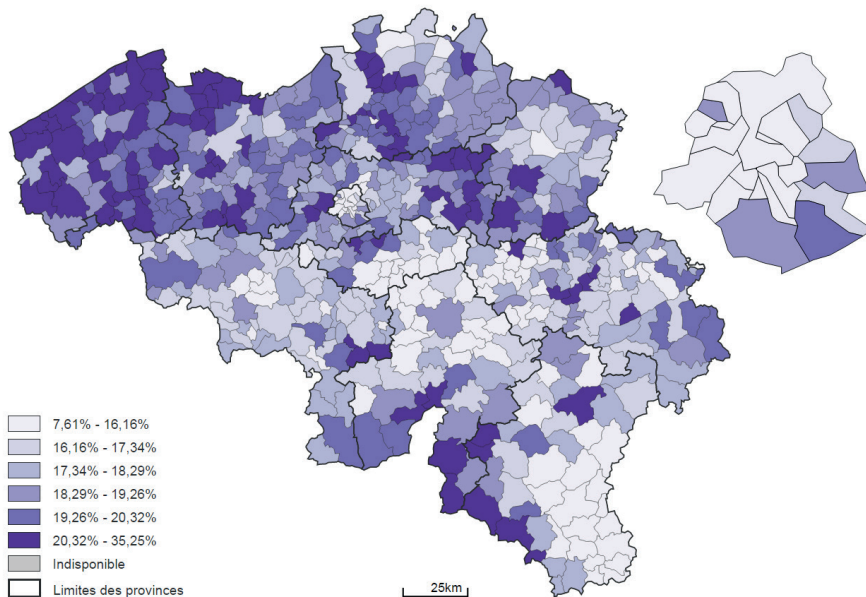 7,61% - 16,16%
16,16% - 17,34%
17,34% - 18,29%
18,29% - 19,26%
19,26% - 20,32%
20,32% - 35,25%
Indisponible
Limites des provinces
25km